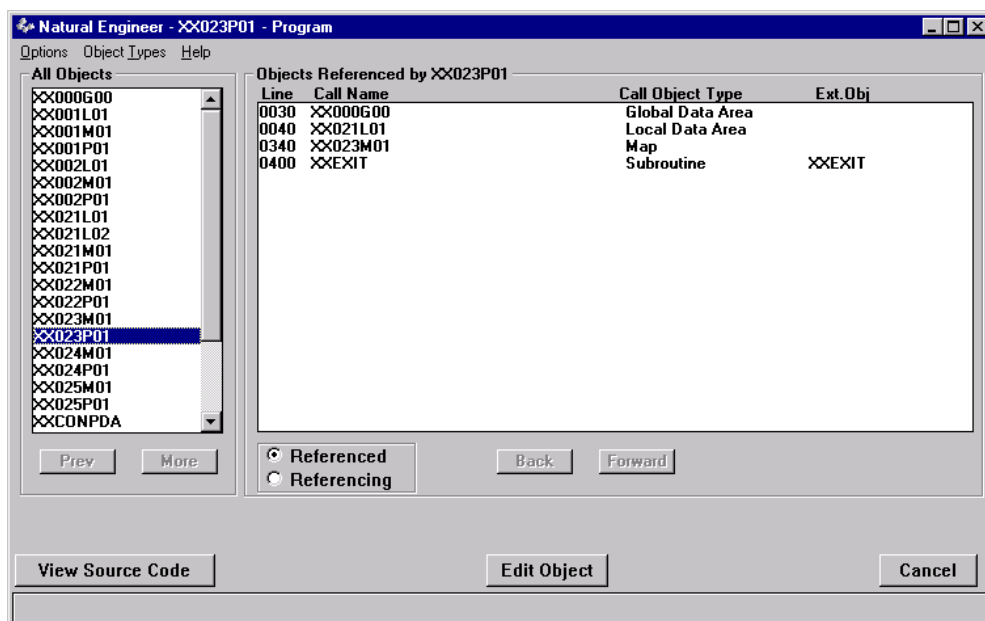 Natural Engineer - XX023P01 - Program
Options Object Types Help
All Objects
XX000G00
XX001L01
XX001M01
XX001P01
XX002L01
XX002M01
XX002P01
XX021L01
XX021L02
XX021M01
XX021P01
XX022M01
XX022P01
XX023M01
XX023P01
XX024M01
XX024P01
XX025M01
XX025P01
XXCONPDA
Prev More
Objects Referenced by XX023P01
Line Call Name Call Object Type Ext.Obj
0030 XX000G00 Global Data Area
0040 XX021L01 Local Data Area
0340 XX023M01 Map
0400 XXEXIT Subroutine XXEXIT
Referenced
Referencing
Back Forward
View Source Code Edit Object Cancel